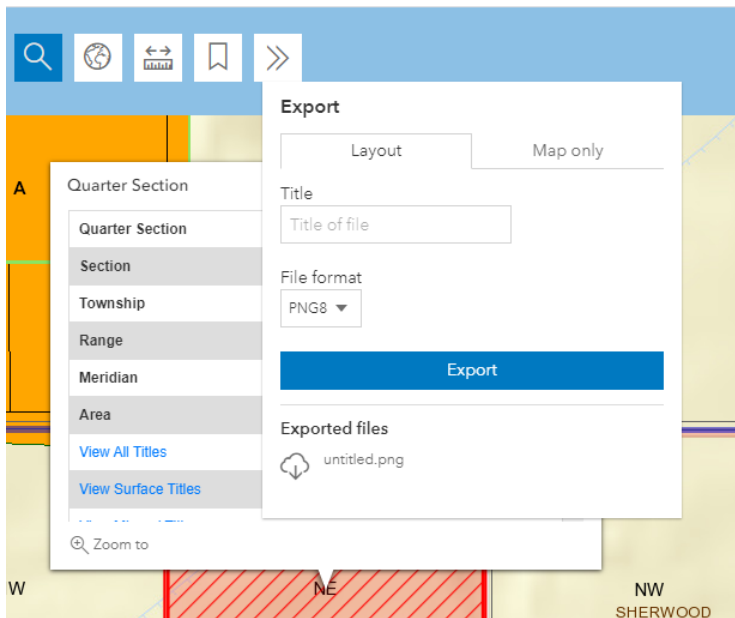 Export
Layout
Map only
Title
Title of file
File format
PNG8
Export
Exported files
untitled.png
A
Quarter Section
Quarter Section
Section
Township
Range
Meridian
Area
View All Titles
View Surface Titles
Zoom to
W
NE
NW
SHERWOOD